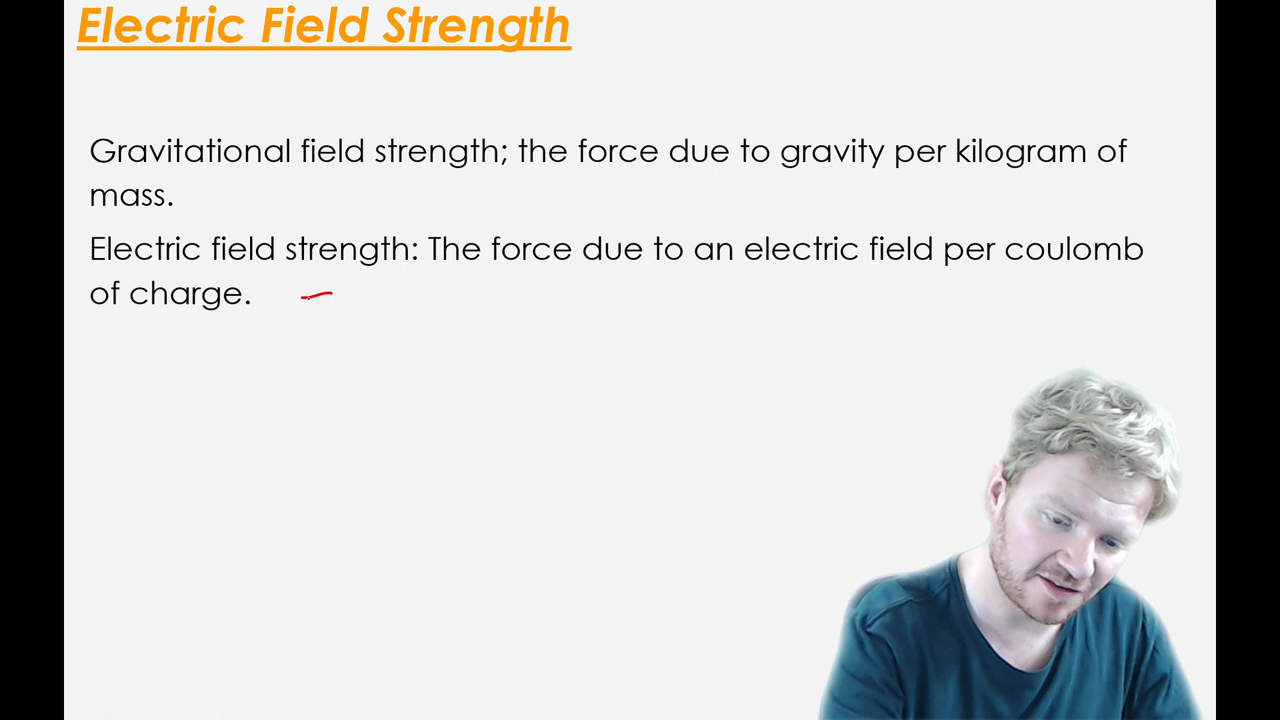 Electric Field Strength
Gravitational field strength; the force due to gravity per kilogram of
mass.
Electric field strength: The force due to an electric field per coulomb
of charge.